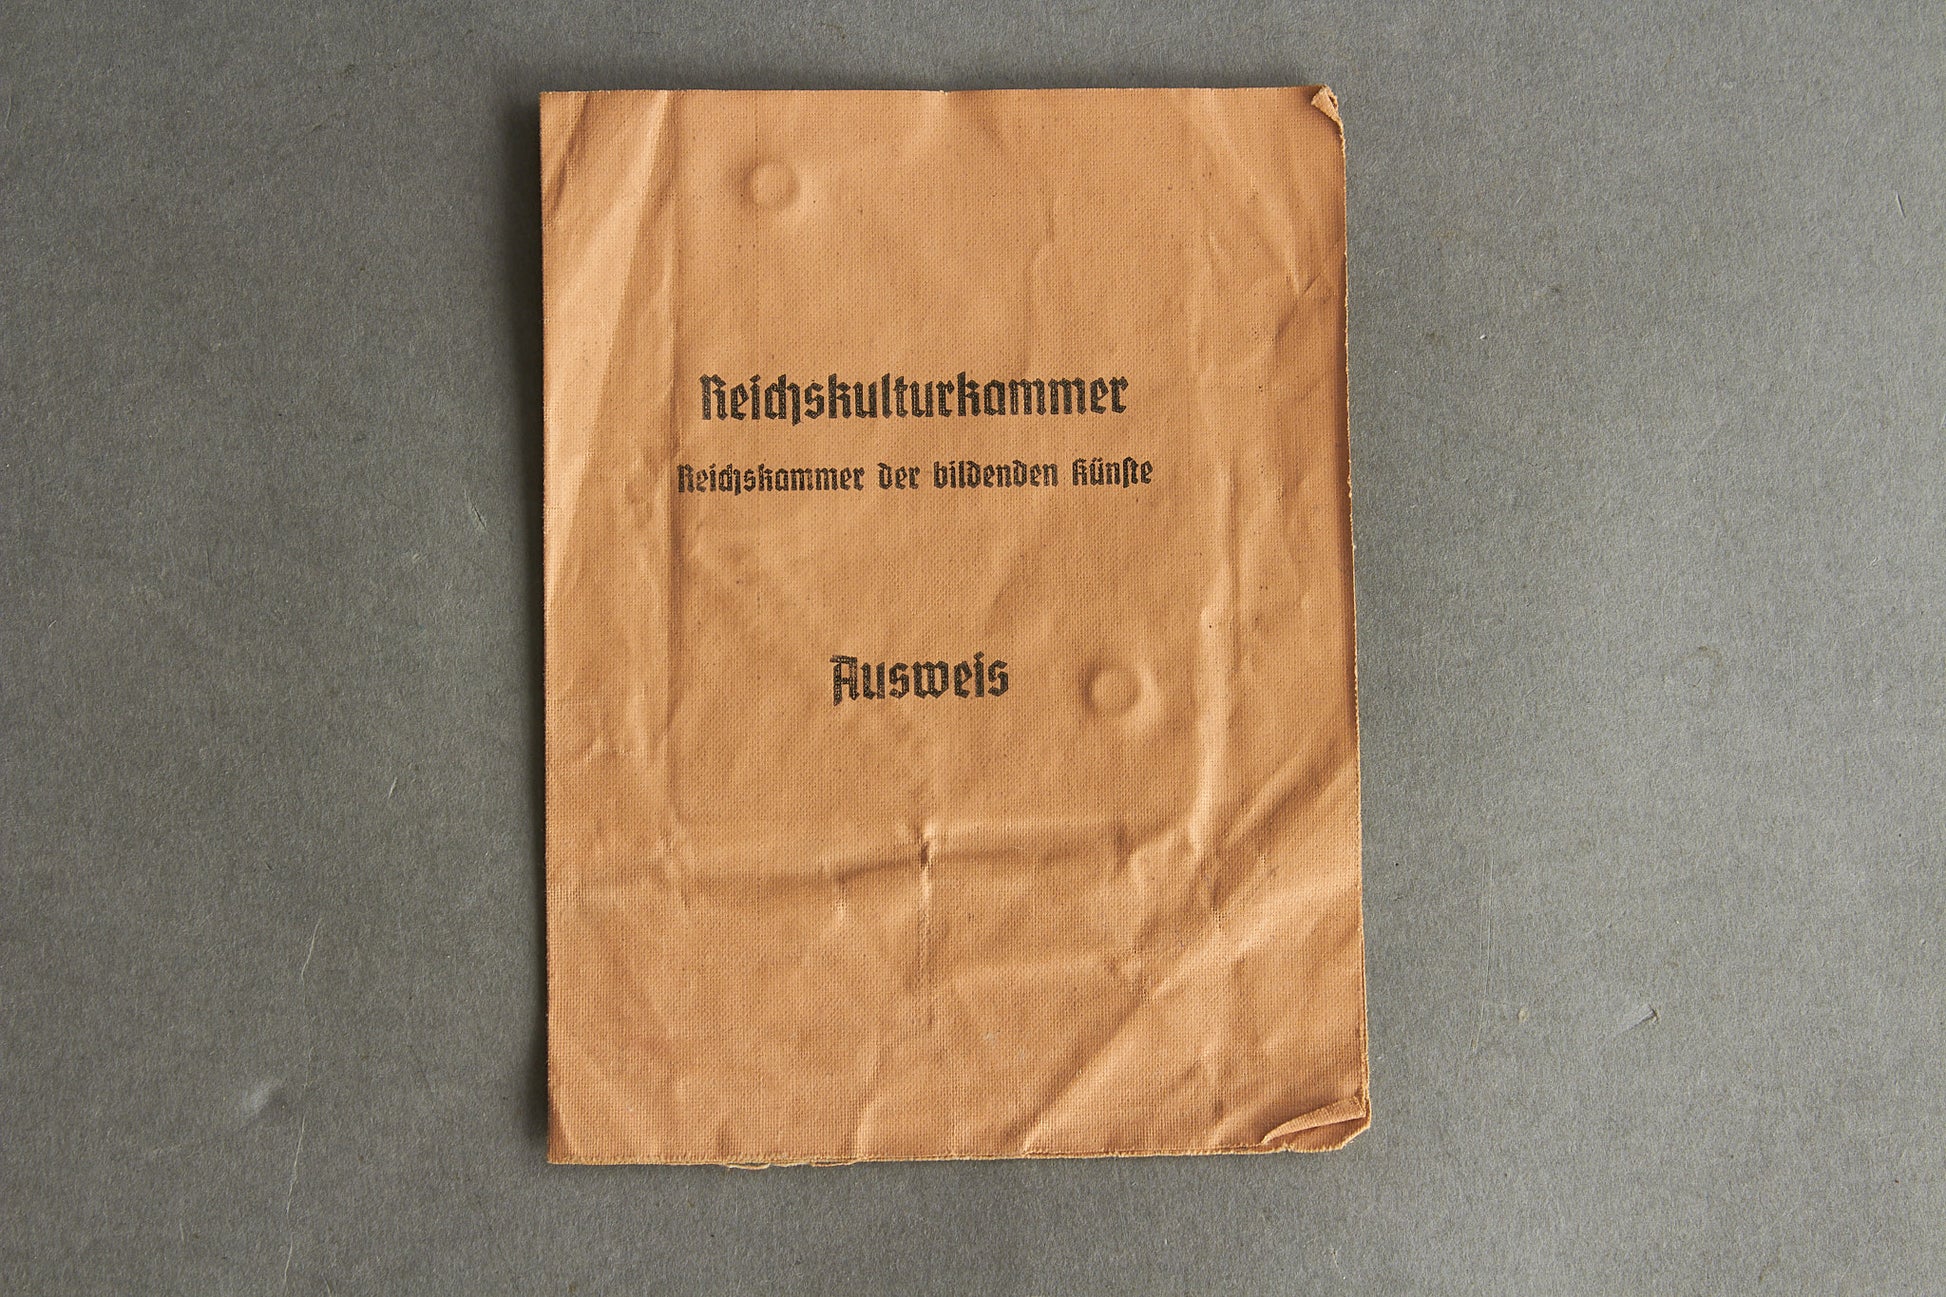 Reichskulturkammer
Reichskammer der bildenden Künste
Ausweis